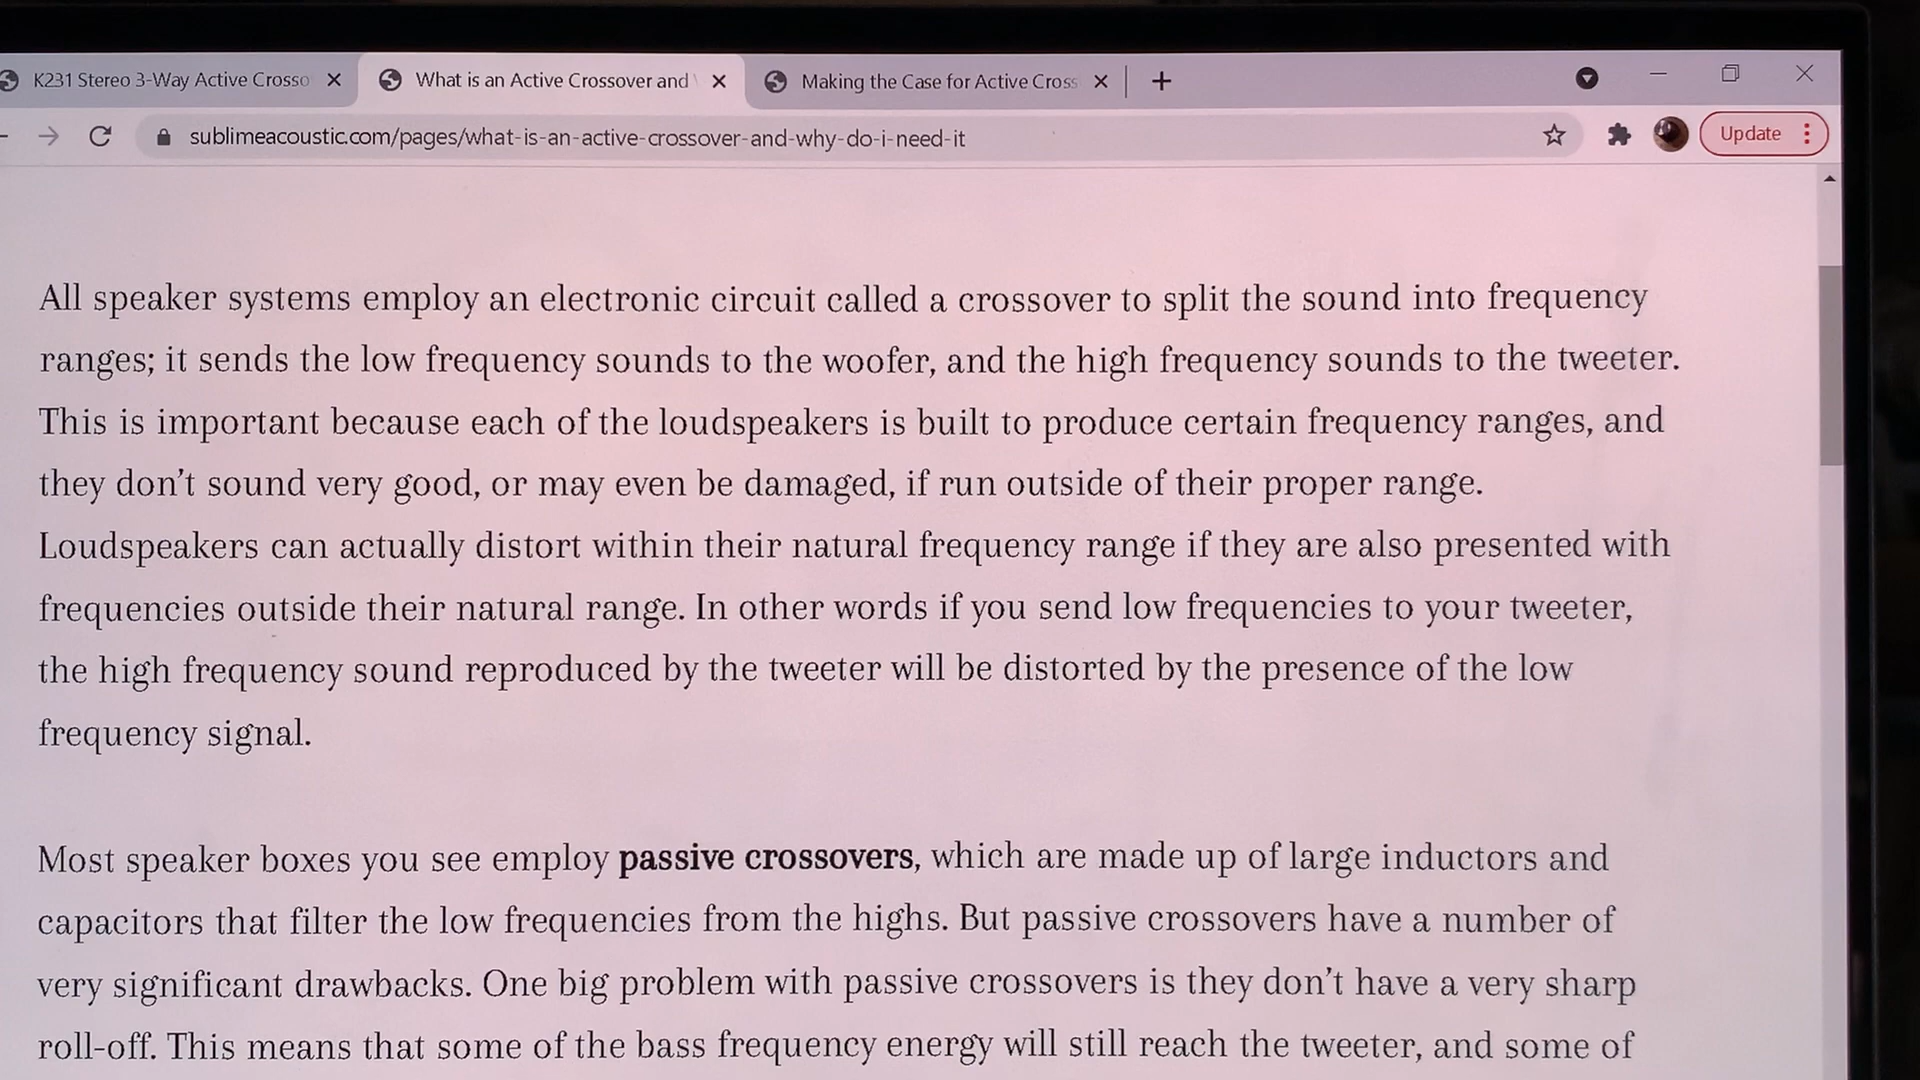 K231 Stereo 3-Way Active Crosso
What is an Active Crossover and
Making the Case for Active Cross
sublimeacoustic.com/pages/what-is-an-active-crossover-and-why-do-i-need-it
Update
All speaker systems employ an electronic circuit called a crossover to split the sound into frequency
ranges; it sends the low frequency sounds to the woofer, and the high frequency sounds to the tweeter.
This is important because each of the loudspeakers is built to produce certain frequency ranges, and
they don't sound very good, or may even be damaged, if run outside of their proper range.
Loudspeakers can actually distort within their natural frequency range if they are also presented with
frequencies outside their natural range. In other words if you send low frequencies to your tweeter,
the high frequency sound reproduced by the tweeter will be distorted by the presence of the low
frequency signal.
Most speaker boxes you see employ passive crossovers, which are made up of large inductors and
capacitors that filter the low frequencies from the highs. But passive crossovers have a number of
very significant drawbacks. One big problem with passive crossovers is they don't have a very sharp
roll-off. This means that some of the bass frequency energy will still reach the tweeter, and some of